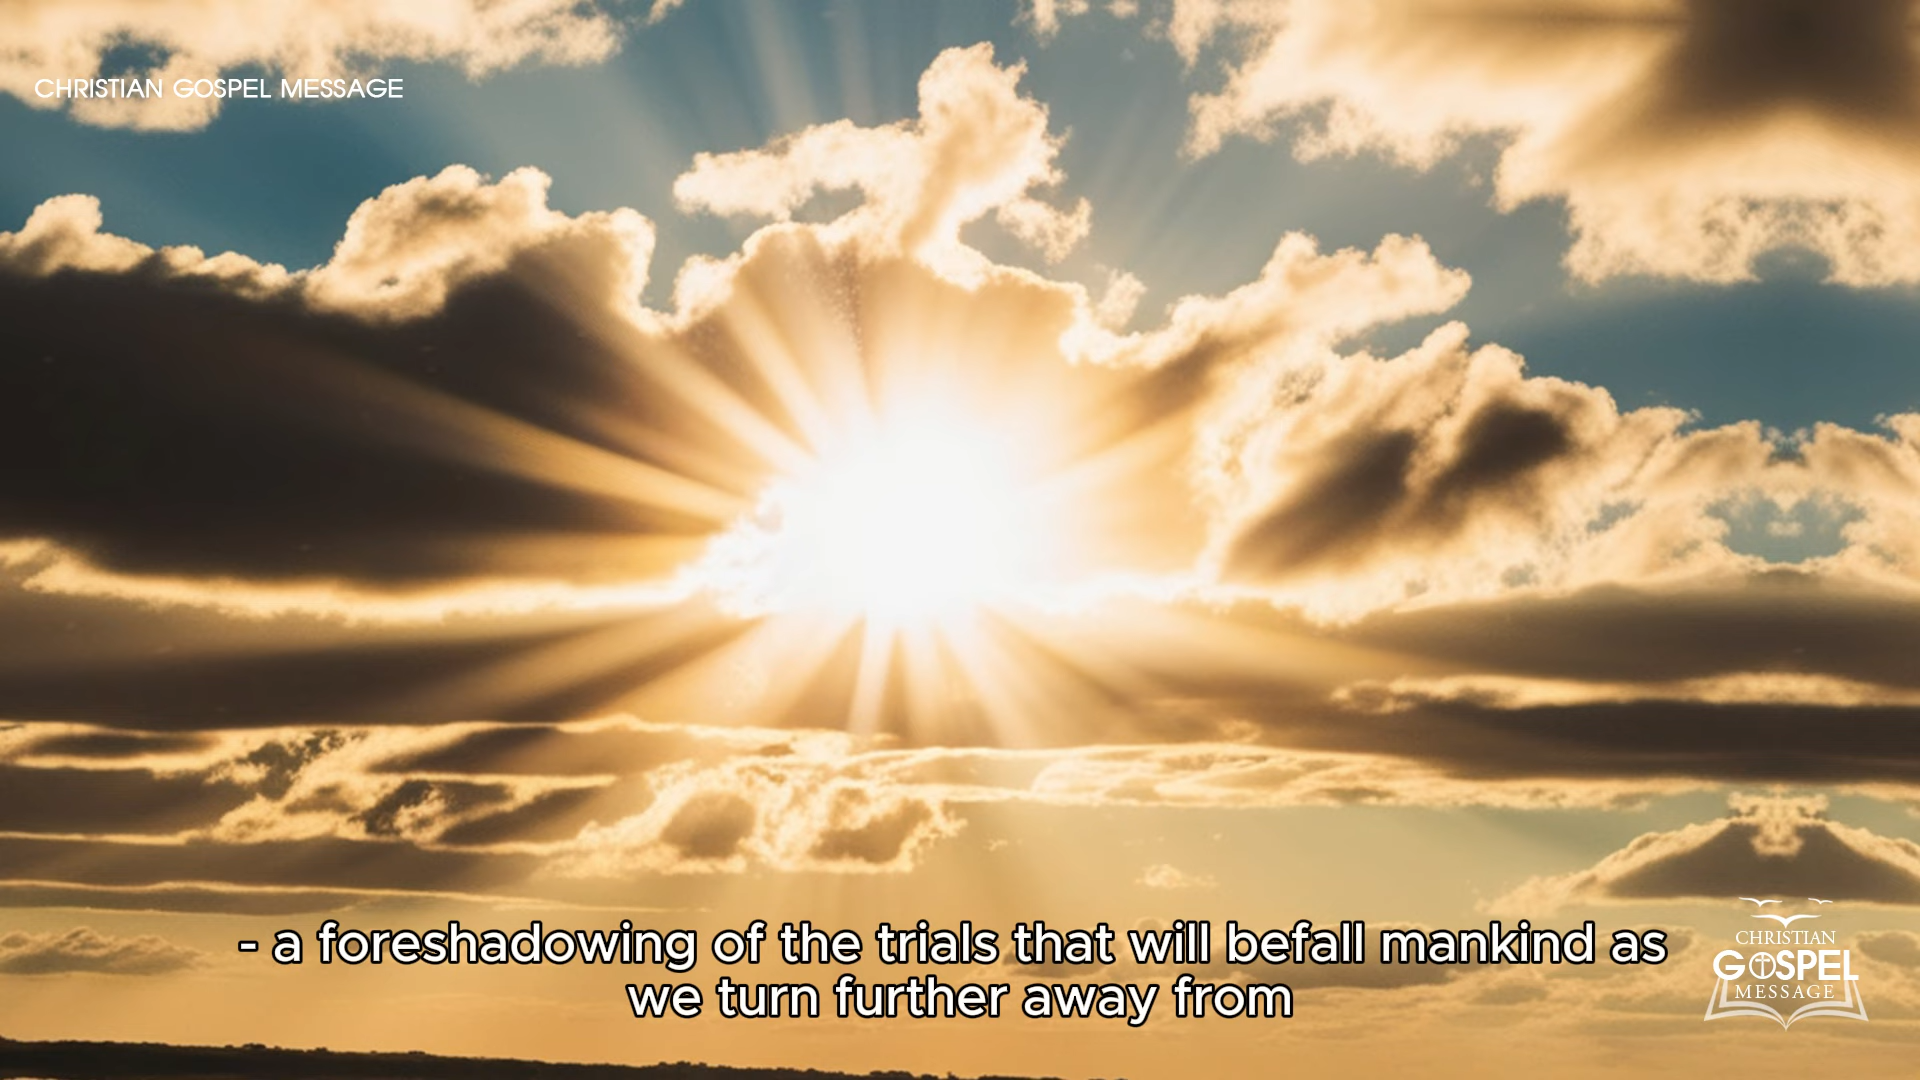 CHRISTIAN GOSPEL MESSAGE
- a foreshadowing of the trials that will befall mankind as
we turn further away from
CHRISTIAN
GOSPEL
MESSAGE